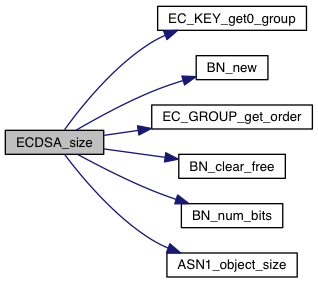 EC_KEY_get0_group
BN_new
EC_GROUP_get_order
ECDSA_size
BN_clear_free
BN_num_bits
ASN1_object_size